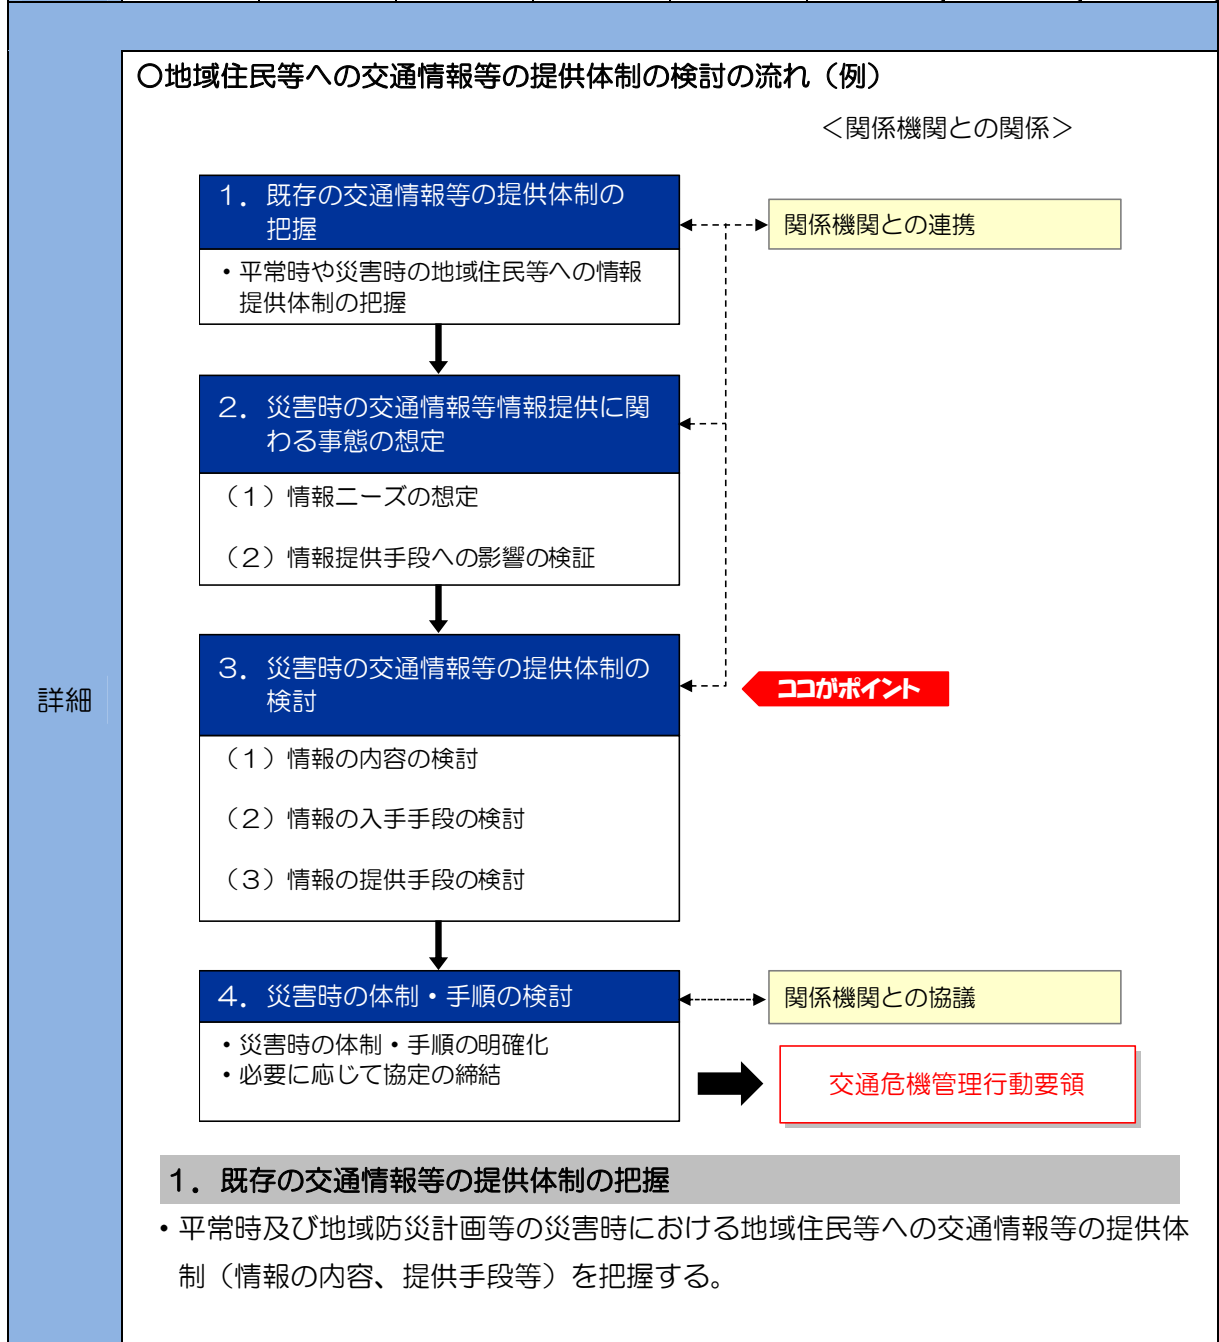 〇地域住民等への交通情報等の提供体制の検討の流れ（例）
＜関係機関との関係＞
１．既存の交通情報等の提供体制の
把握
関係機関との連携
・平常時や災害時の地域住民等への情報
提供体制の把握
２．災害時の交通情報等情報提供に関
わる事態の想定
（１）情報ニーズの想定
（２）情報提供手段への影響の検証
３．災害時の交通情報等の提供体制の
検討
ココがポイント
詳細
（１）情報の内容の検討
（２）情報の入手手段の検討
（３）情報の提供手段の検討
４．災害時の体制・手順の検討
関係機関との協議
・災害時の体制・手順の明確化
・必要に応じて協定の締結
交通危機管理行動要領
１．既存の交通情報等の提供体制の把握
・平常時及び地域防災計画等の災害時における地域住民等への交通情報等の提供体
制（情報の内容、提供手段等）を把握する。